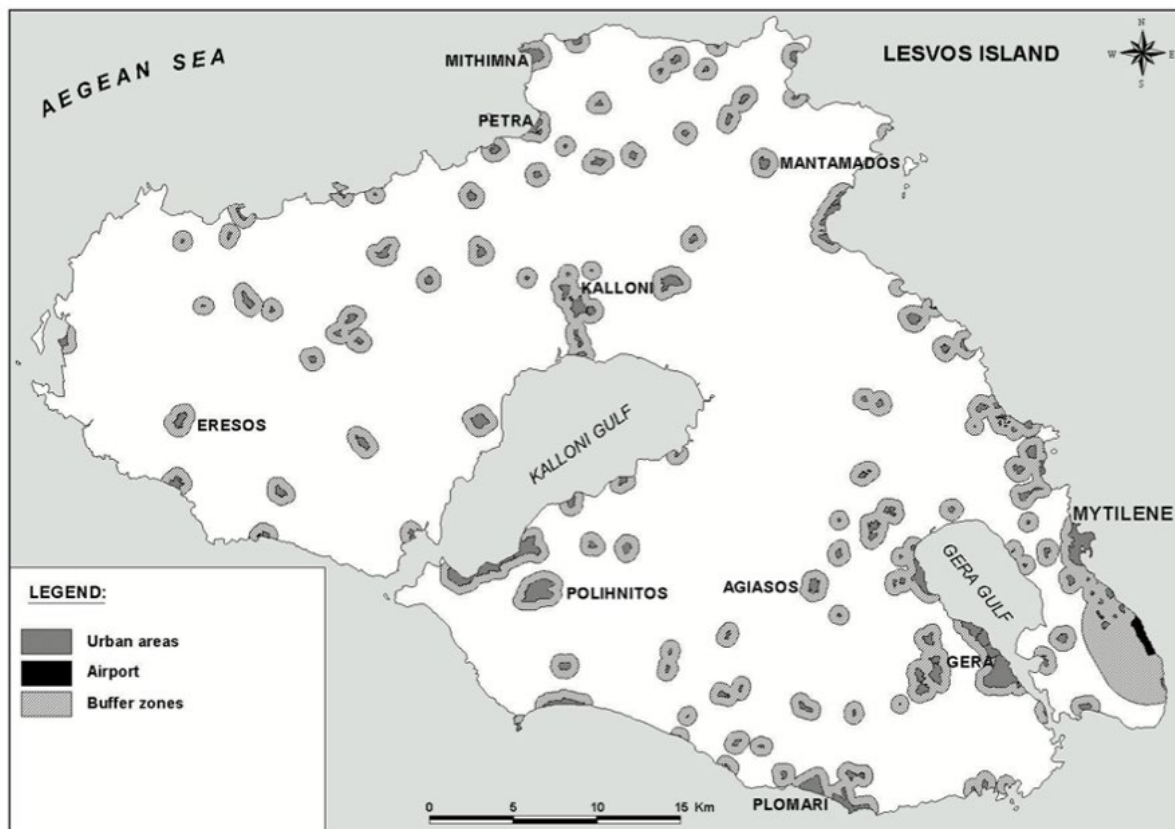 AEGEAN SEA
LESVOS ISLAND
N
W E
S
MITHIMNA
PETRA
MANTAMADOS
KALLONI
ERESOS
KALLONI GULF
MYTILENE
GERA GULF
POLIHNITOS
AGIASOS
GERA
PLOMARI
LEGEND:
Urban areas
Airport
Buffer zones
0 5 10 15 Km